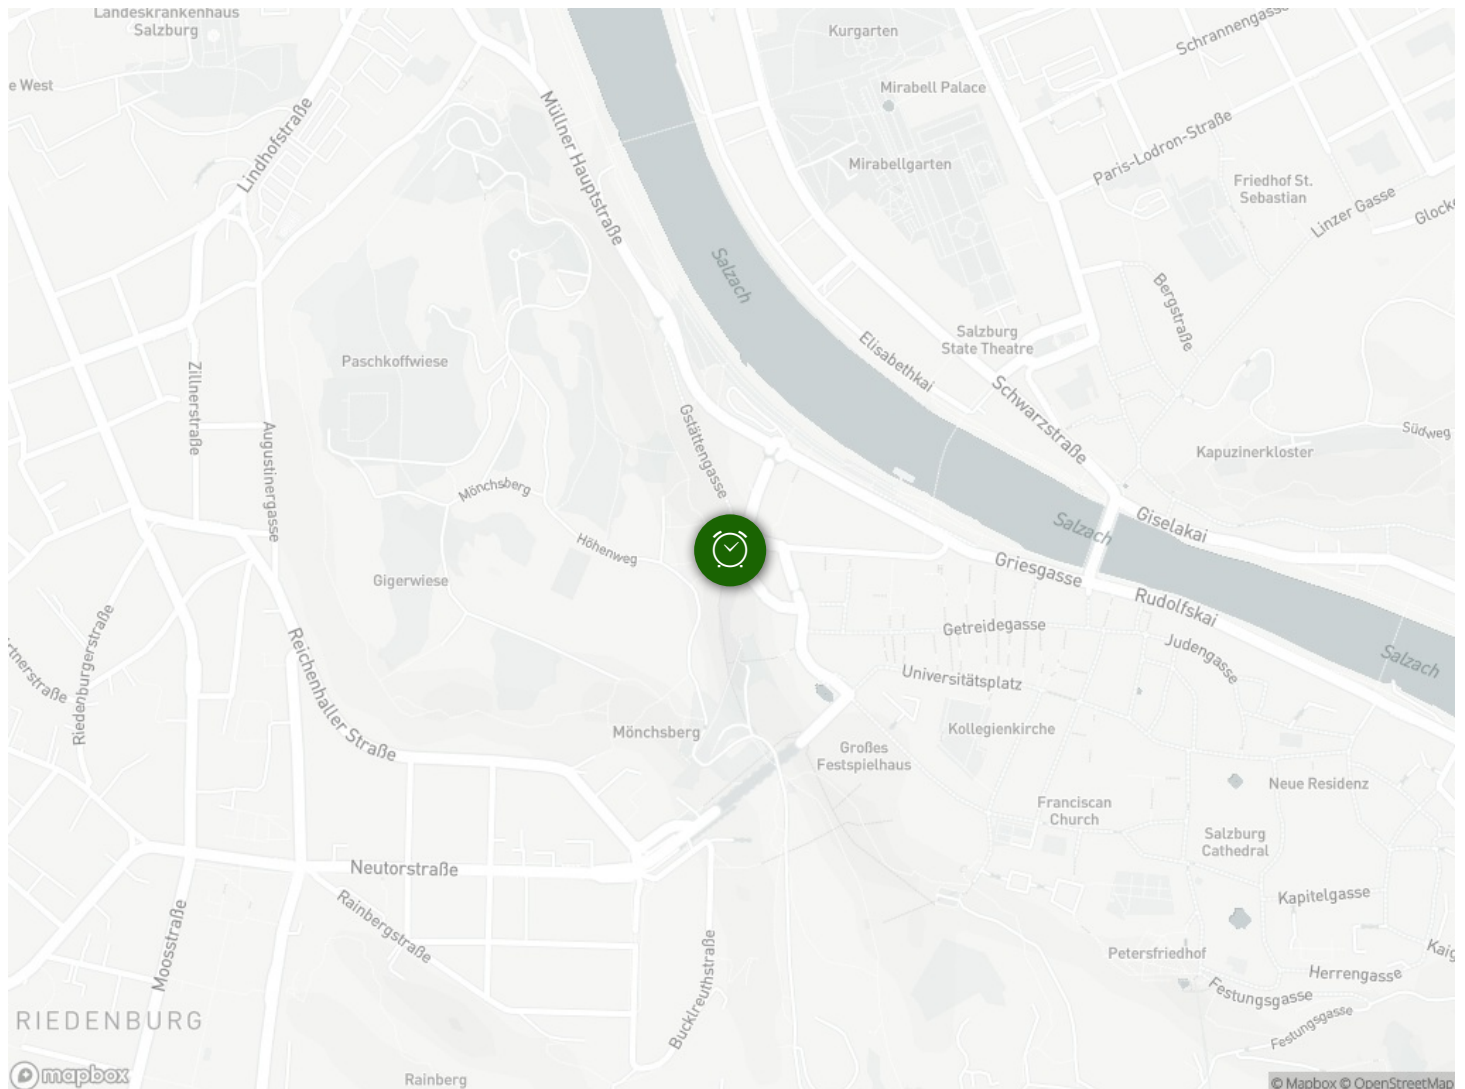 Landeskrankenhaus
Salzburg
Kurgarten
Schrannengasse
e West
Mirabell Palace
Müllner Hauptstraße
Lindhofstraße
Paris-Lodron-Straße
Mirabellgarten
Friedhof St.
Sebastian
Linzer Gasse
Glocke
Salzach
Bergstraße
Salzburg
State Theatre
Elisabethkai
Paschkoffwiese
Zillnerstraße
Schwarzstraße
Gstättengasse
Augustinergasse
Südweg
Kapuzinerkloster
Mönchsberg
Salzach
Giselakai
Höhenweg
Griesgasse
Gigerwiese
Rudolfskai
Getreidegasse
Riedenburgerstraße
rtnerstraße
Judengasse
Salzach
Reichenhaller Straße
Universitätsplatz
Mönchsberg
Kollegienkirche
Großes
Festspielhaus
Neue Residenz
Franciscan
Church
Salzburg
Cathedral
Neutorstraße
Kapitelgasse
Rainbergstraße
Moosstraße
Bucklreuthstraße
Petersfriedhof
Kaig
Herrengasse
Festungsgasse
RIEDENBURG
Festungsgasse
Rainberg
mapbox
© Mapbox © OpenStreetMap